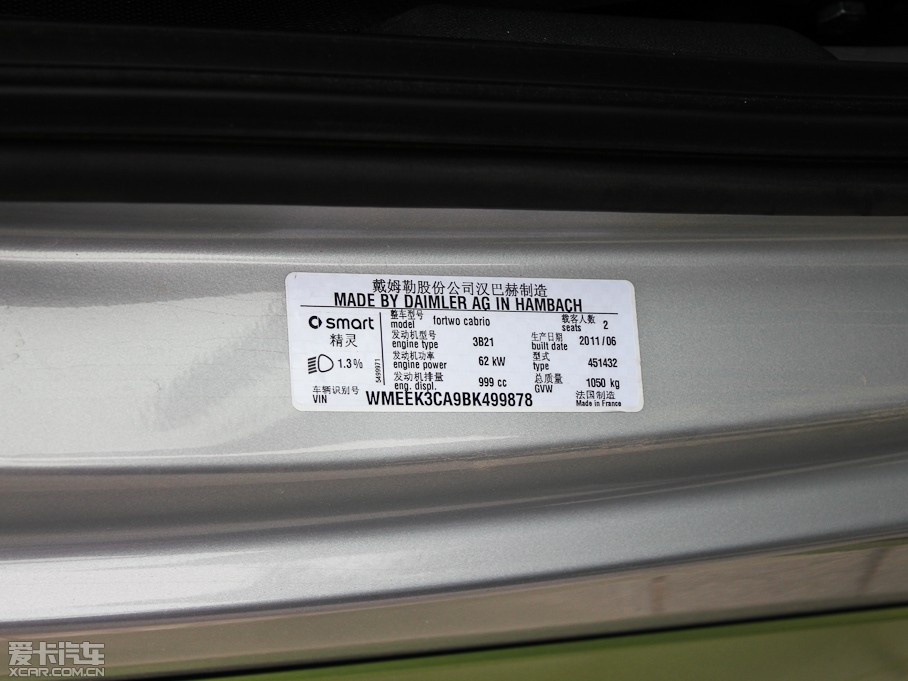 戴姆勒股份公司汉巴赫制造
MADE BY DAIMLER AG IN HAMBACH
smart
精灵
1.3%
5499971
整车型号
model fortwo cabrio
载客人数
seats 2
发动机型号
engine type 3B21
生产日期
built date 2011/06
发动机功率
engine power 62 kW
型式
type 451432
发动机排量
eng. displ. 999 cc
总质量
GVW 1050 kg
车辆识别号
VIN WMEEK3CA9BK499878
法国制造
Made in France
爱卡汽车
XCAR.COM.CN